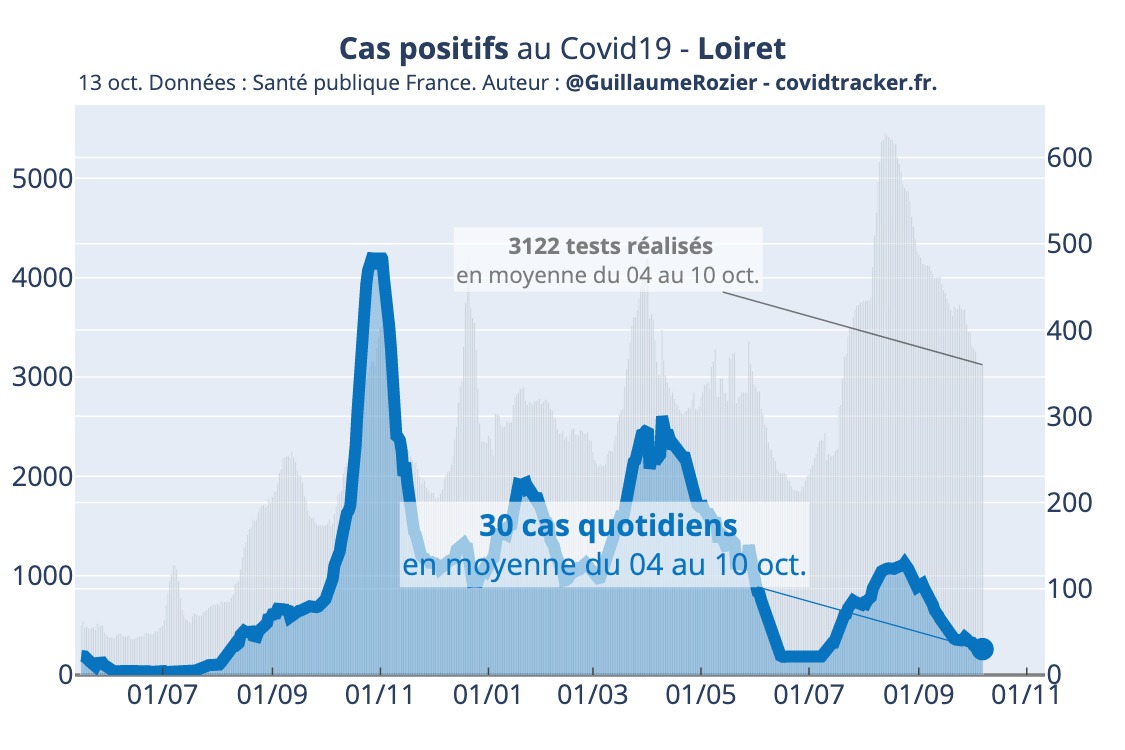 Cas positifs au Covid19 - Loiret
13 oct. Données : Santé publique France. Auteur : @GuillaumeRozier - covidtracker.fr.
600
5000
500
3122 tests réalisés
en moyenne du 04 au 10 oct.
4000
400
3000
300
2000
200
30 cas quotidiens
en moyenne du 04 au 10 oct.
1000
100
0
0
01/07 01/09 01/11 01/01 01/03 01/05 01/07 01/09 01/11